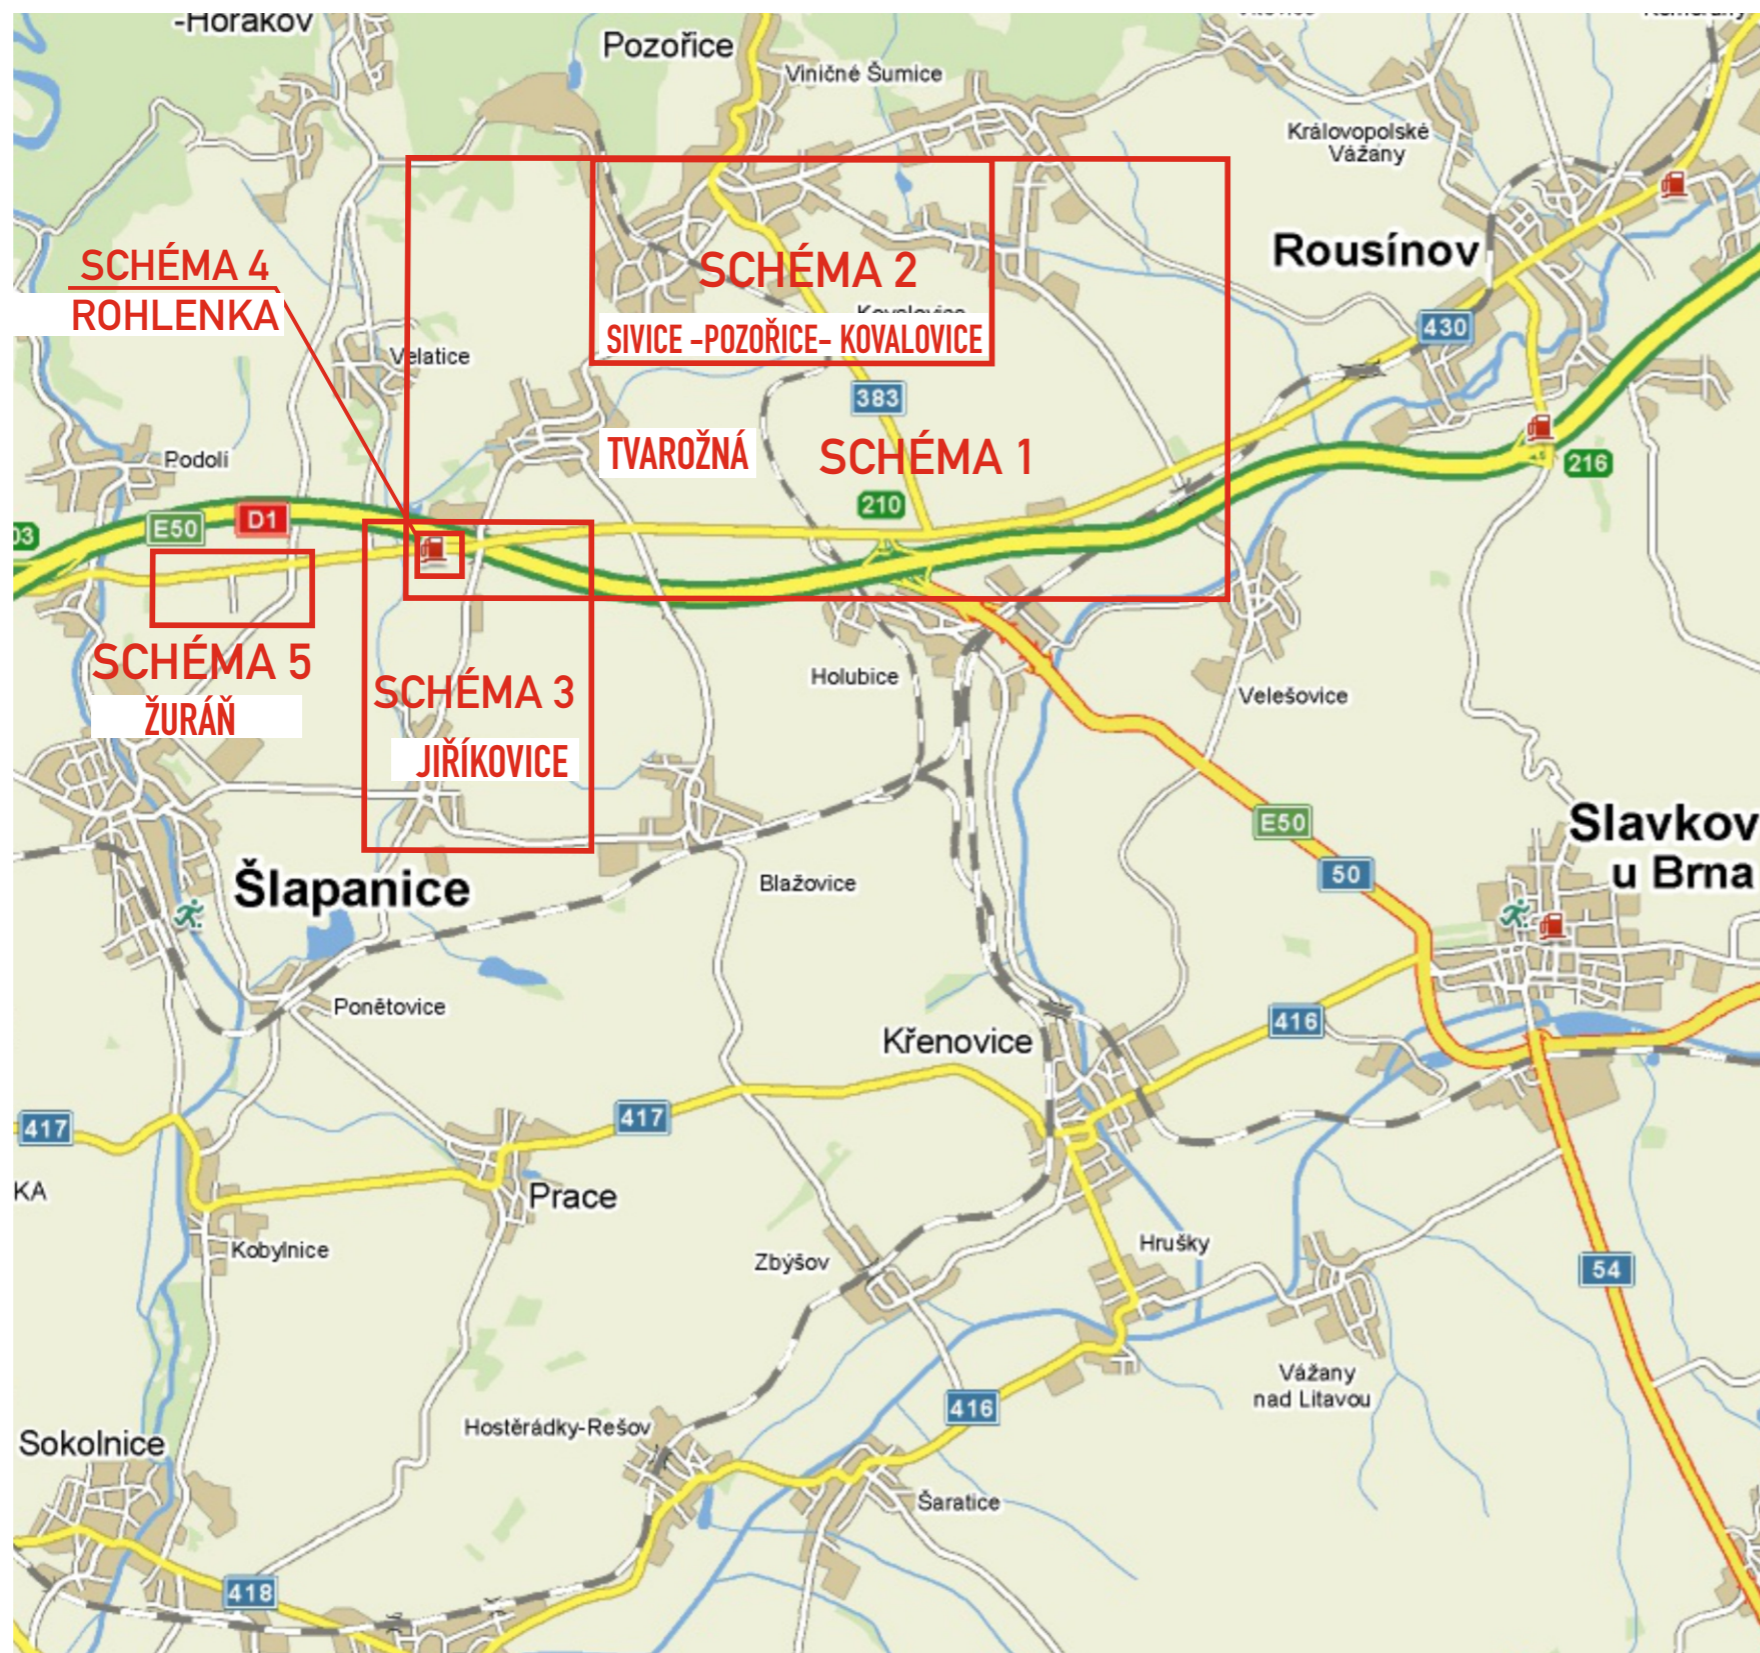 -Horákov
Pozořice
Viničné Šumice
Královopolské
Vážany
Rousínov
SCHÉMA 4
ROHLENKA
SCHÉMA 2
Kovalovice
SIVICE -POZOŘICE- KOVALOVICE
430
Velatice
383
TVAROŽNÁ
SCHÉMA 1
Podolí
216
210
E50
D1
03
SCHÉMA 5
ŽURÁŇ
SCHÉMA 3
JIŘÍKOVICE
Holubice
Velešovice
E50
50
Slavkov
u Brna
Šlapanice
Blažovice
Ponětovice
Křenovice
416
417
417
KA
Prace
Kobylnice
Zbýšov
Hrušky
54
Vážany
nad Litavou
416
Hostěrádky-Rešov
Sokolnice
Šaratice
418